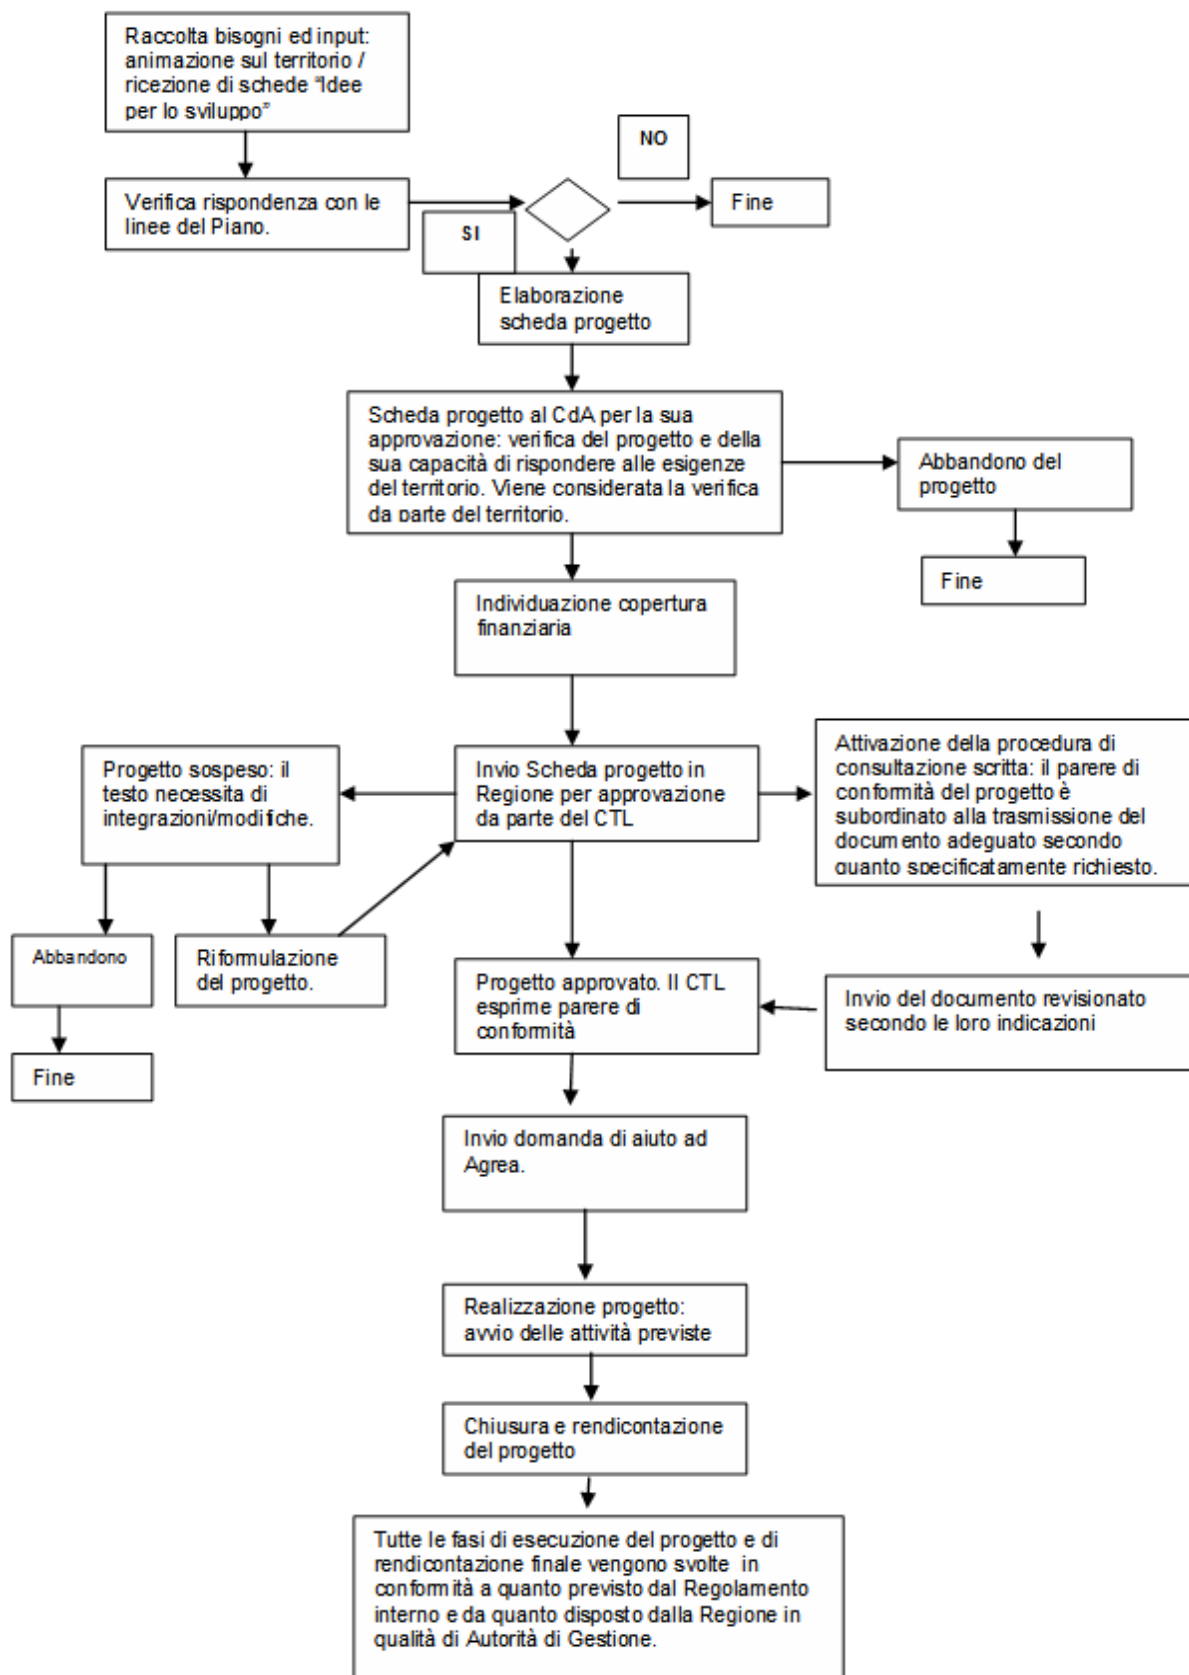 Raccolta bisogni ed input:
animazione sul territorio /
ricezione di schede “Idee
per lo sviluppo”
NO
Verifica rispondenza con le
linee del Piano.
Fine
SI
Elaborazione
scheda progetto
Scheda progetto al CdA per la sua
approvazione: verifica del progetto e della
sua capacità di rispondere alle esigenze
del territorio. Viene considerata la verifica
da parte del territorio.
Abbandono del
progetto
Fine
Individuazione copertura
finanziaria
Progetto sospeso: il
testo necessita di
integrazioni/modifiche.
Invio Scheda progetto in
Regione per approvazione
da parte del CTL
Attivazione della procedura di
consultazione scritta: il parere di
conformità del progetto è
subordinato alla trasmissione del
documento adeguato secondo
quanto specificatamente richiesto.
Abbandono
Riformulazione
del progetto.
Progetto approvato. Il CTL
esprime parere di
conformità
Invio del documento revisionato
secondo le loro indicazioni
Fine
Invio domanda di aiuto ad
Agrea.
Realizzazione progetto:
avvio delle attività previste
Chiusura e rendicontazione
del progetto
Tutte le fasi di esecuzione del progetto e di
rendicontazione finale vengono svolte in
conformità a quanto previsto dal Regolamento
interno e da quanto disposto dalla Regione in
qualità di Autorità di Gestione.